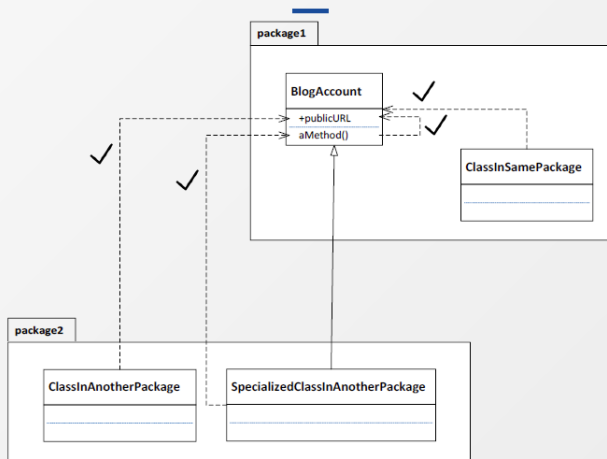 package1
BlogAccount
+publicURL
aMethod()
ClassInSamePackage
package2
ClassInAnotherPackage
SpecializedClassInAnotherPackage